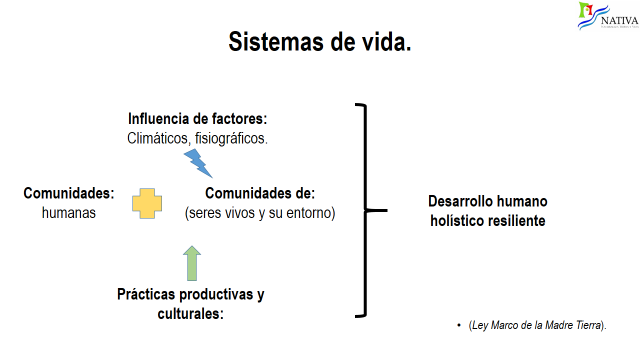 NATIVA
Sistemas de vida.
Influencia de factores:
Climáticos, fisiográficos.
Comunidades:
humanas
Comunidades de:
(seres vivos y su entorno)
Desarrollo humano
holistico resiliente
Prácticas productivas y
culturales:
• (Ley Marco de la Madre Tierra).